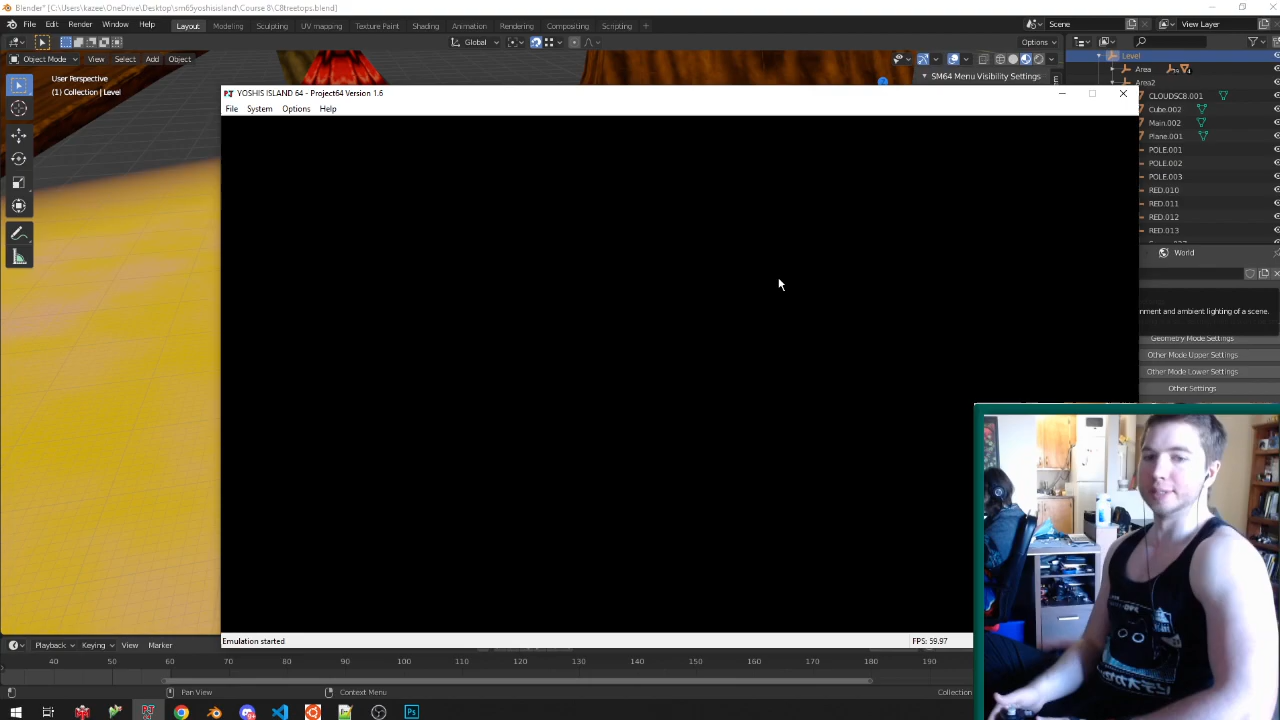 Blender* [C:\Users\kazee\OneDrive\Desktop\sm65yoshisisland\Course 8\C8tretops.blend]
File Edit Render Window Help Layout Modeling Sculpting UV mapping Texture Paint Shading Animation Rendering Compositing Scripting + Scene View Layer
Global Options
Object Mode View Select Add Object
User Perspective
(1) Collection | Level
SM64 Menu Visibility Settings
Level
Area
Area2
CLOUDSC8.001
Cube.002
Main.002
Plane.001
POLE.001
POLE.002
POLE.003
RED.010
RED.011
RED.012
RED.013
World
nment and ambient lighting of a scene.
Geometry Mode Settings
Other Mode Upper Settings
Other Mode Lower Settings
Other Settings
YOSHIS ISLAND 64 - Project64 Version 1.6
File System Options Help
Emulation started
FPS: 59.97
Playback Keying View Marker
40 50 60 70 80 90 100 110 120 130 140 150 160 170 180 190
Pan View
Context Menu
Collection